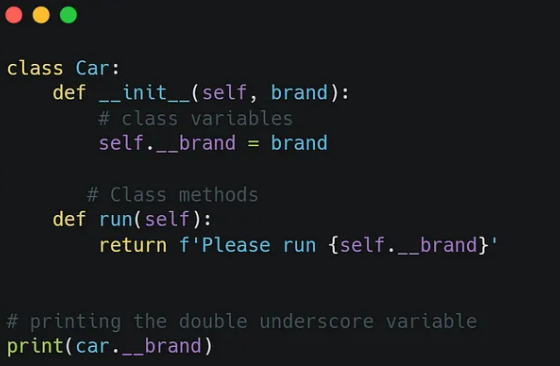 class Car:
    def __init__(self, brand):
        # class variables
        self.__brand = brand

       # Class methods
    def run(self):
        return f'Please run {self.__brand}'


# printing the double underscore variable
print(car.__brand)